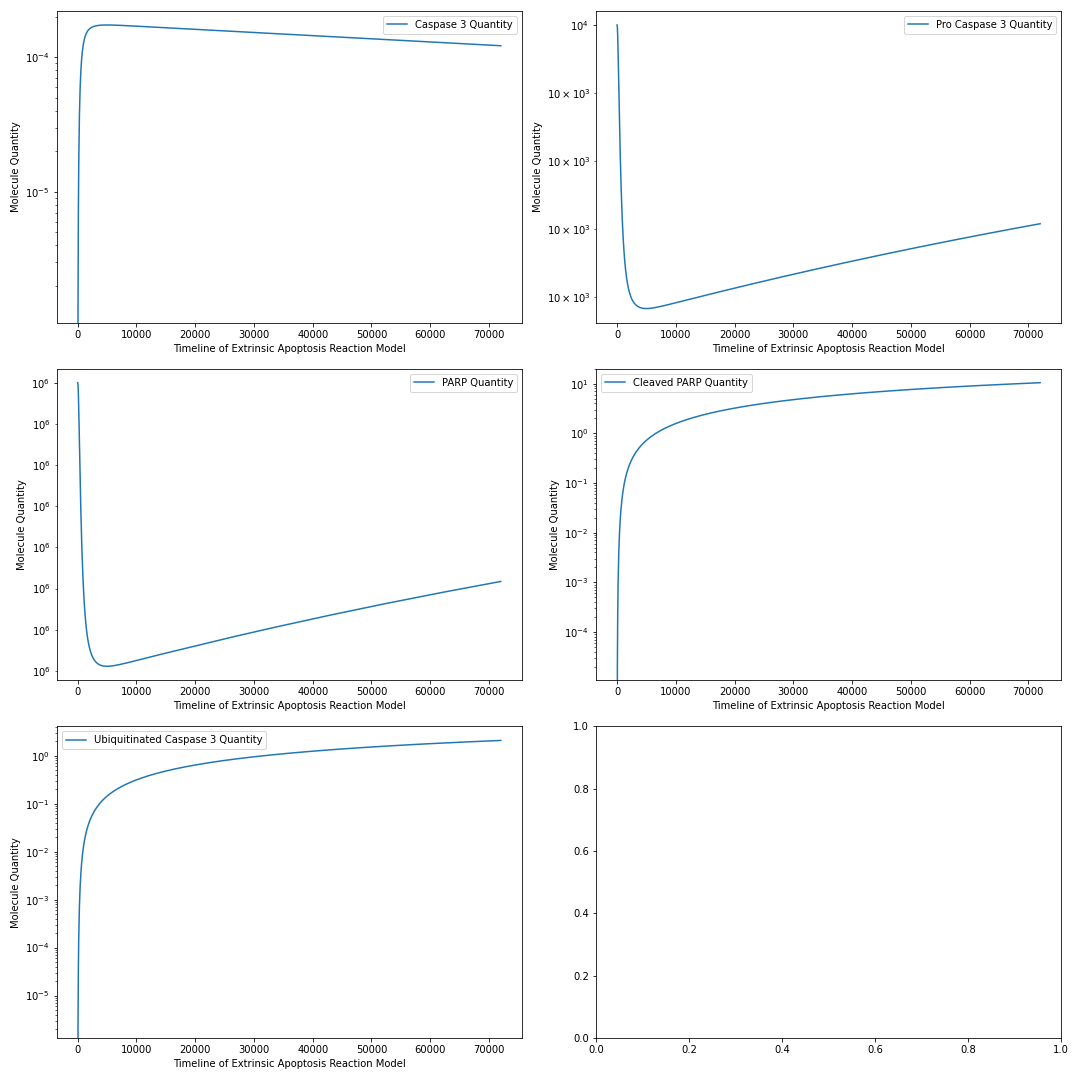 Caspase 3 Quantity
10⁻⁴
10⁻⁵
Molecule Quantity
0 10000 20000 30000 40000 50000 60000 70000
Timeline of Extrinsic Apoptosis Reaction Model
Pro Caspase 3 Quantity
10⁴
10 × 10³
10 × 10³
10 × 10³
10 × 10³
Molecule Quantity
0 10000 20000 30000 40000 50000 60000 70000
Timeline of Extrinsic Apoptosis Reaction Model
PARP Quantity
10⁶
10⁶
10⁶
10⁶
10⁶
10⁶
10⁶
10⁶
Molecule Quantity
0 10000 20000 30000 40000 50000 60000 70000
Timeline of Extrinsic Apoptosis Reaction Model
Cleaved PARP Quantity
10¹
10⁰
10⁻¹
10⁻²
10⁻³
10⁻⁴
Molecule Quantity
0 10000 20000 30000 40000 50000 60000 70000
Timeline of Extrinsic Apoptosis Reaction Model
Ubiquitinated Caspase 3 Quantity
10⁰
10⁻¹
10⁻²
10⁻³
10⁻⁴
10⁻⁵
Molecule Quantity
0 10000 20000 30000 40000 50000 60000 70000
Timeline of Extrinsic Apoptosis Reaction Model
1.0
0.8
0.6
0.4
0.2
0.0
0.0 0.2 0.4 0.6 0.8 1.0